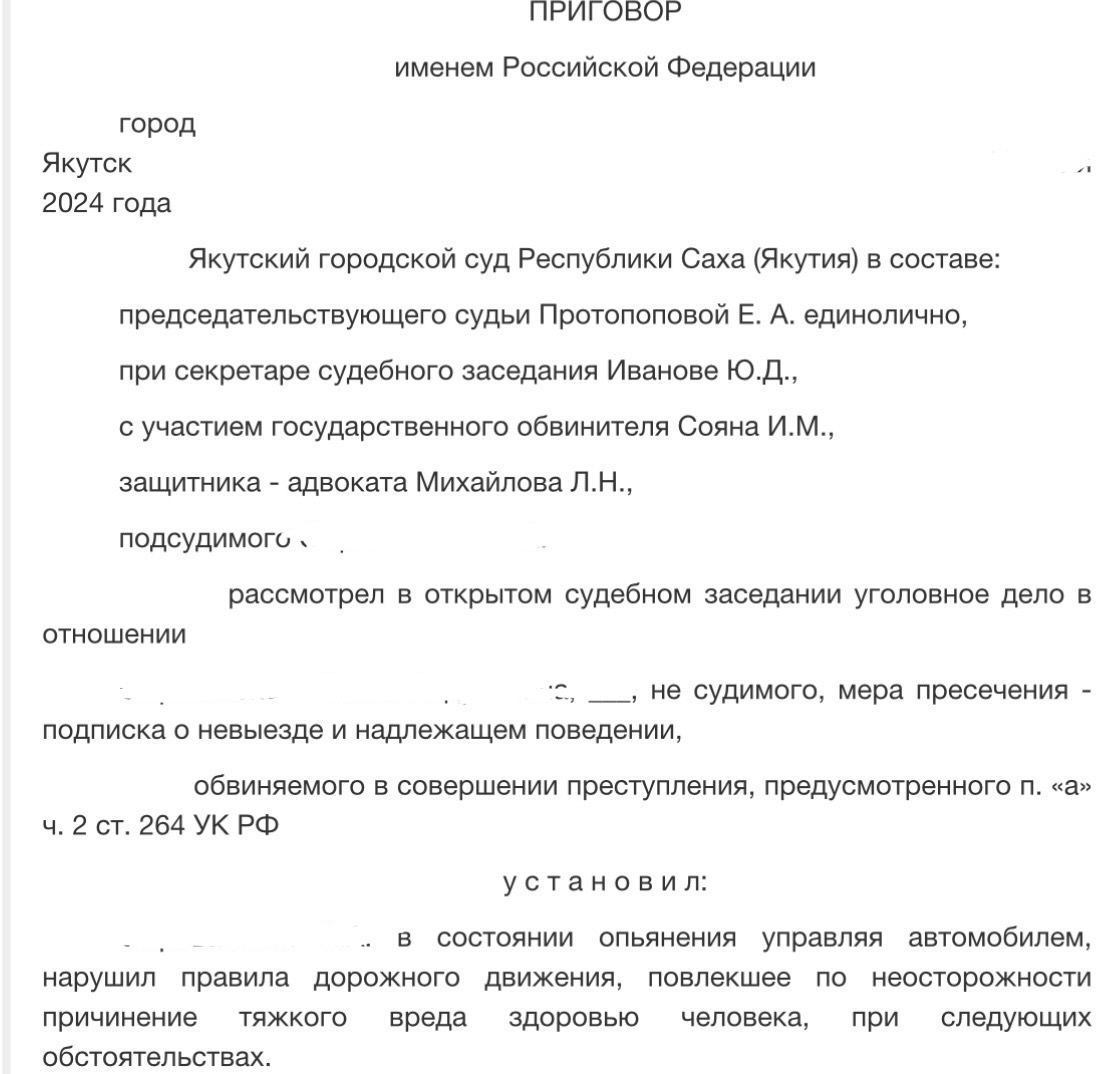 ПРИГОВОР
именем Российской Федерации
город
Якутск
2024 года
Якутский городской суд Республики Саха (Якутия) в составе:
председательствующего судьи Протопоповой Е. А. единолично,
при секретаре судебного заседания Иванове Ю.Д.,
с участием государственного обвинителя Сояна И.М.,
защитника - адвоката Михайлова Л.Н.,
подсудимого
рассмотрел в открытом судебном заседании уголовное дело в
отношении
___, не судимого, мера пресечения -
подписка о невыезде и надлежащем поведении,
обвиняемого в совершении преступления, предусмотренного п. «а»
ч. 2 ст. 264 УК РФ
у с т а н о в и л:
в состоянии опьянения управляя автомобилем,
нарушил правила дорожного движения, повлекшее по неосторожности
причинение тяжкого вреда здоровью человека, при следующих
обстоятельствах.